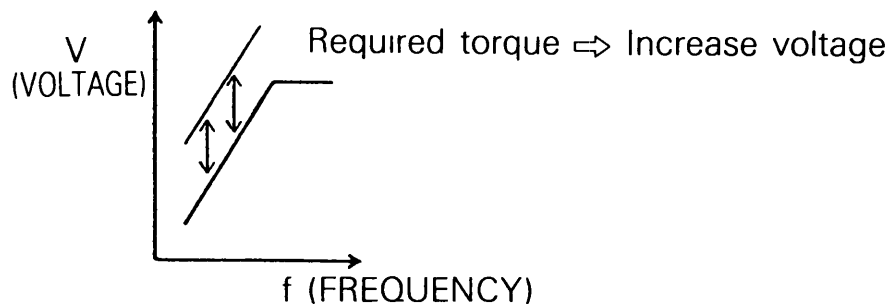 V
(VOLTAGE)
Required torque ⇨ Increase voltage
f (FREQUENCY)